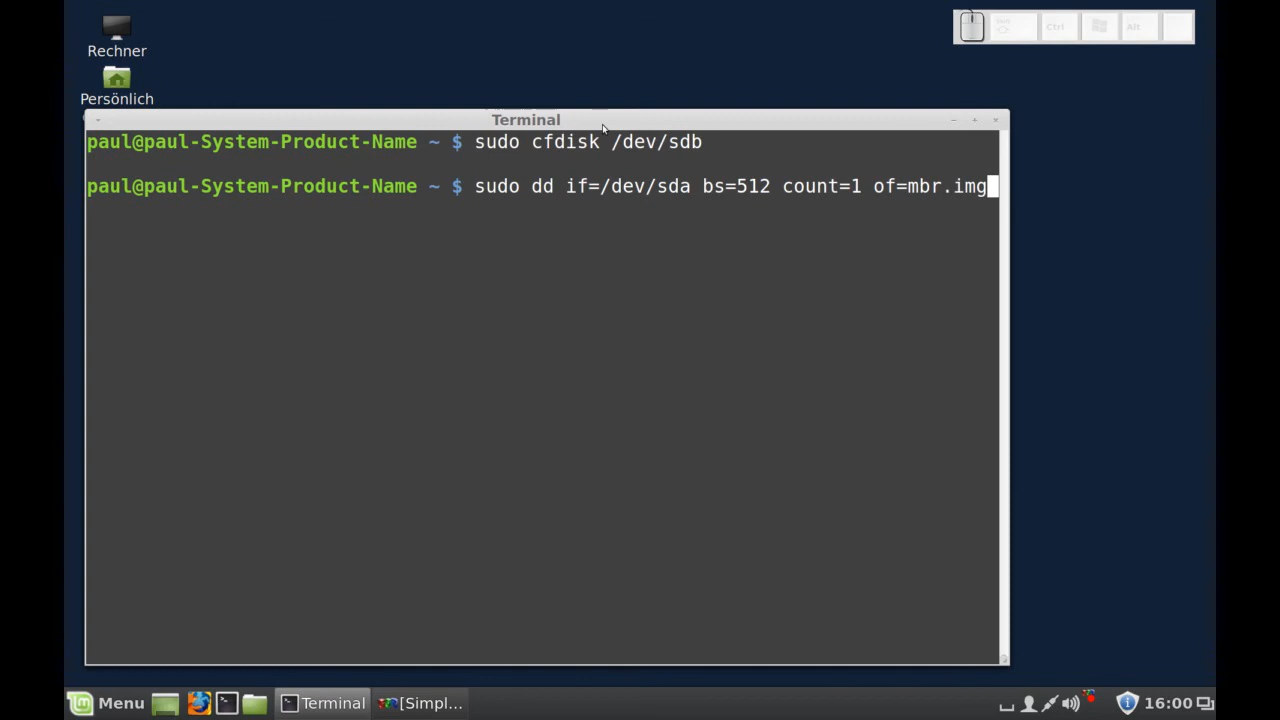 Rechner
Persönlich
Ctrl
Alt
Terminal
paul@paul-System-Product-Name ~ $ sudo cfdisk /dev/sdb
paul@paul-System-Product-Name ~ $ sudo dd if=/dev/sda bs=512 count=1 of=mbr.img
Menu
Terminal
[Simpl...
16:00